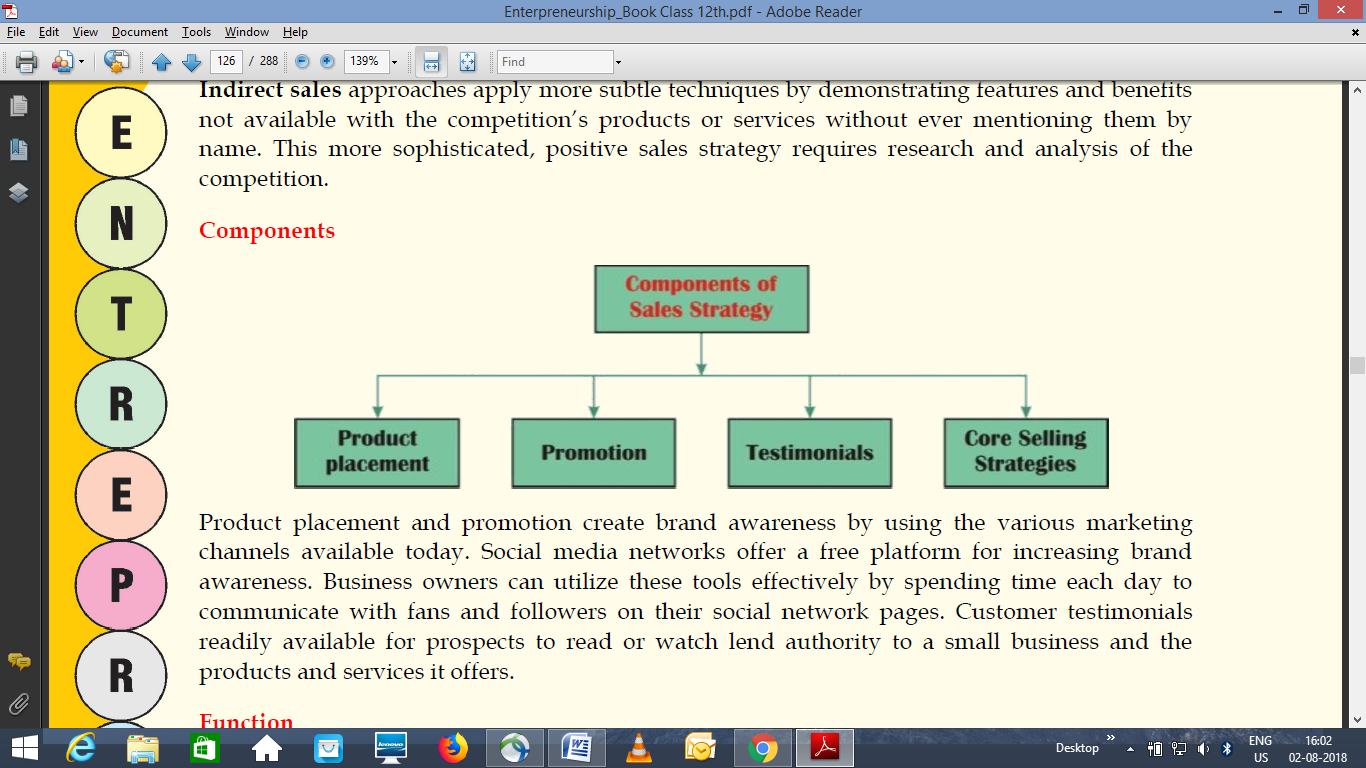 Enterpreneurship_Book Class 12th.pdf - Adobe Reader
File Edit View Document Tools Window Help
126 / 288 139% Find
Indirect sales approaches apply more subtle techniques by demonstrating features and benefits
not available with the competition's products or services without ever mentioning them by
name. This more sophisticated, positive sales strategy requires research and analysis of the
competition.
Components
Components of
Sales Strategy
Product
placement
Promotion
Testimonials
Core Selling
Strategies
Product placement and promotion create brand awareness by using the various marketing
channels available today. Social media networks offer a free platform for increasing brand
awareness. Business owners can utilize these tools effectively by spending time each day to
communicate with fans and followers on their social network pages. Customer testimonials
readily available for prospects to read or watch lend authority to a small business and the
products and services it offers.
Function
E
N
T
R
E
P
R
lenovo
Desktop
ENG
US
16:02
02-08-2018